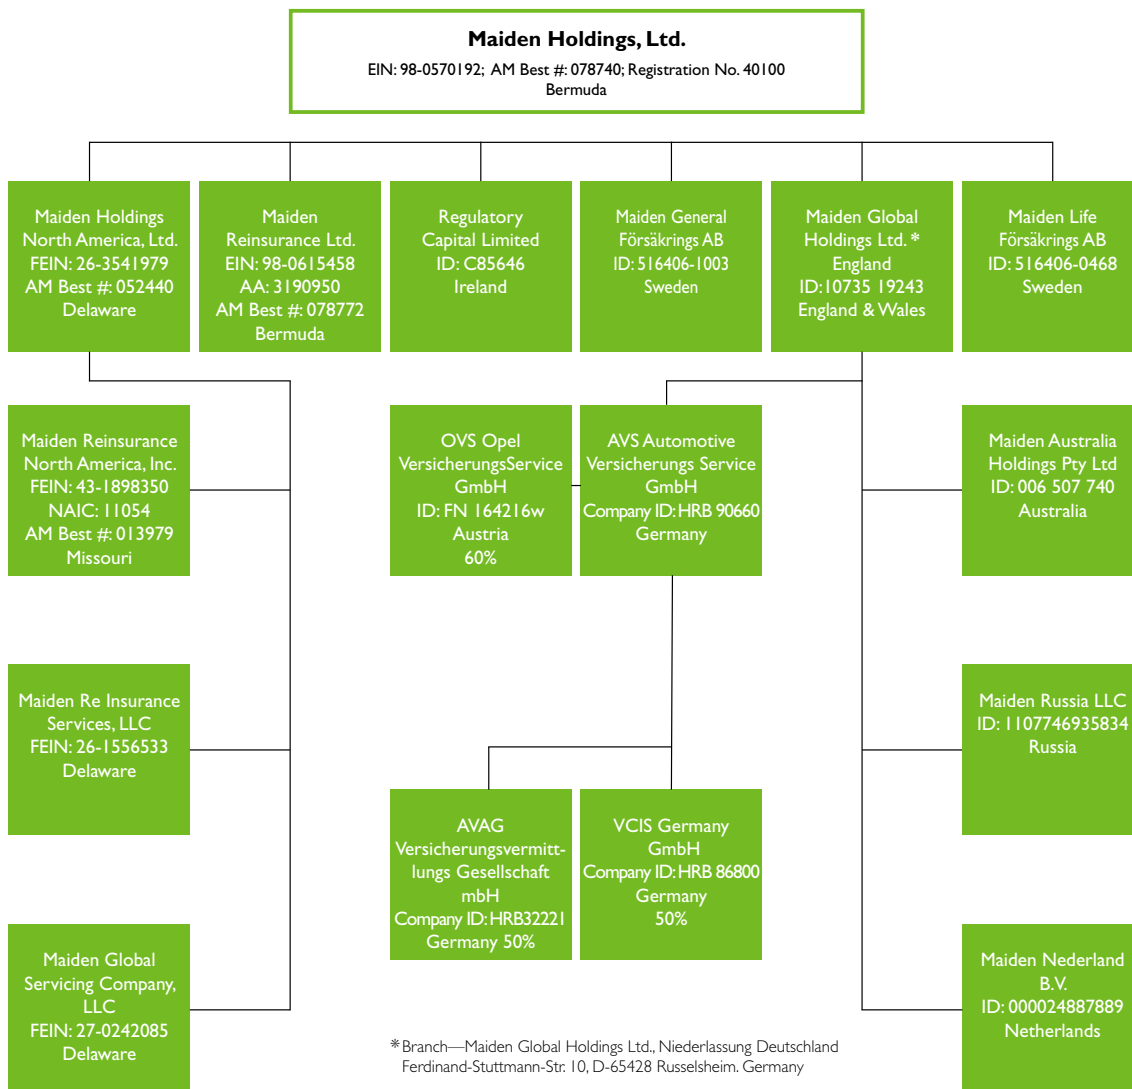 Maiden Holdings, Ltd.
EIN: 98-0570192; AM Best #: 078740; Registration No. 40100
Bermuda
Maiden Holdings
North America, Ltd.
FEIN: 26-3541979
AM Best #: 052440
Delaware
Maiden
Reinsurance Ltd.
EIN: 98-0615458
AA: 3190950
AM Best #: 078772
Bermuda
Regulatory
Capital Limited
ID: C85646
Ireland
Maiden General
Försäkrings AB
ID: 516406-1003
Sweden
Maiden Global
Holdings Ltd. *
England
ID:10735 19243
England & Wales
Maiden Life
Försäkrings AB
ID: 516406-0468
Sweden
Maiden Reinsurance
North America, Inc.
FEIN: 43-1898350
NAIC: 11054
AM Best #: 013979
Missouri
OVS Opel
VersicherungsService
GmbH
ID: FN 164216w
Austria
60%
AVS Automotive
Versicherungs Service
GmbH
Company ID: HRB 90660
Germany
Maiden Australia
Holdings Pty Ltd
ID: 006 507 740
Australia
Maiden Re Insurance
Services, LLC
FEIN: 26-1556533
Delaware
Maiden Russia LLC
ID: 1107746935834
Russia
AVAG
Versicherungsvermitt-
lungs Gesellschaft
mbH
Company ID: HRB32221
Germany 50%
VCIS Germany
GmbH
Company ID: HRB 86800
Germany
50%
Maiden Global
Servicing Company,
LLC
FEIN: 27-0242085
Delaware
Maiden Nederland
B.V.
ID: 000024887889
Netherlands
* Branch—Maiden Global Holdings Ltd., Niederlassung Deutschland
Ferdinand-Stuttmann-Str. 10, D-65428 Russelsheim. Germany